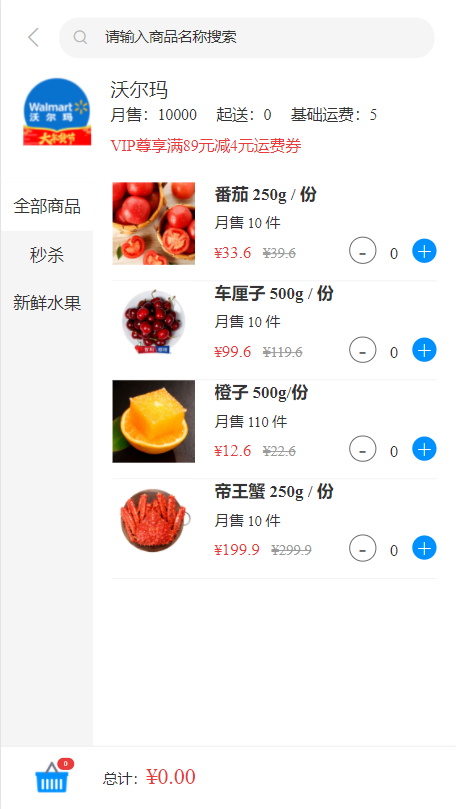 请输入商品名称搜索
Walmart
沃尔玛
大卖货节
沃尔玛
月售：10000 起送：0 基础运费：5
VIP尊享满89元减4元运费券
全部商品
秒杀
新鲜水果
番茄 250g / 份
月售 10 件
¥33.6 ¥39.6 - 0 +
车厘子 500g / 份
月售 10 件
¥99.6 ¥119.6 - 0 +
橙子 500g/份
月售 110 件
¥12.6 ¥22.6 - 0 +
帝王蟹 250g / 份
月售 10 件
¥199.9 ¥299.9 - 0 +
0
总计：¥0.00